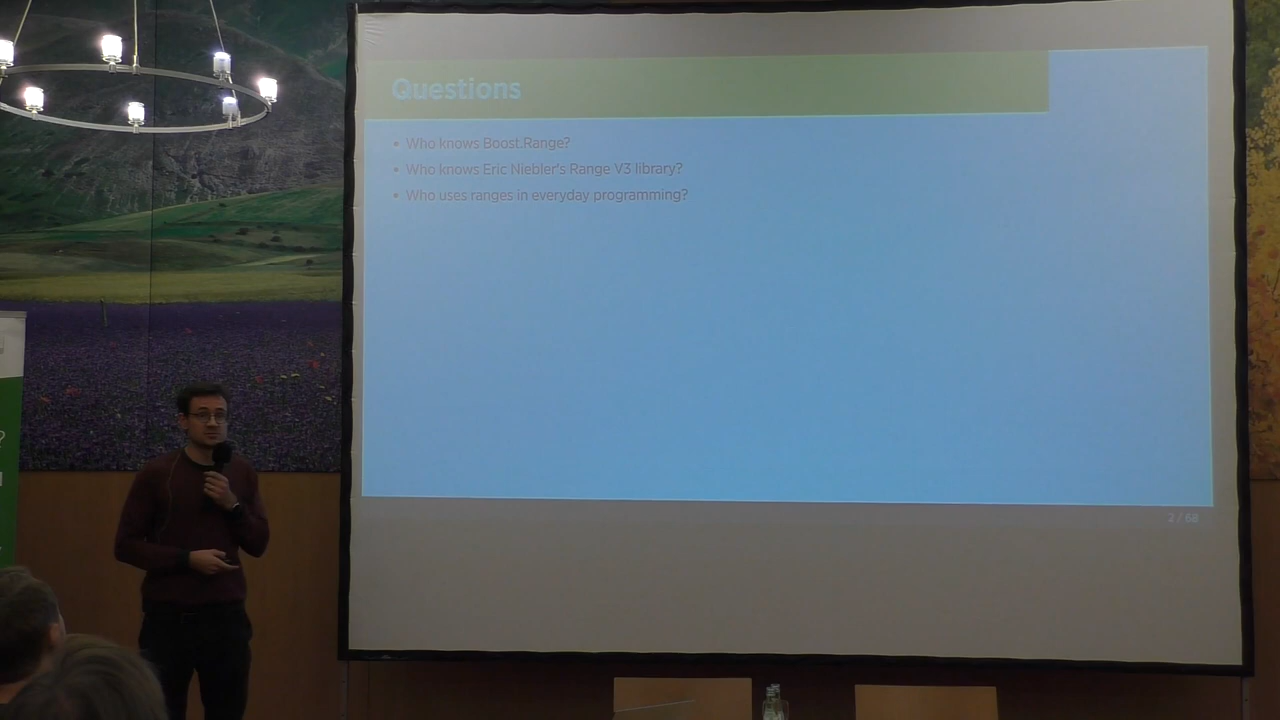 Questions
• Who knows Boost.Range?
• Who knows Eric Niebler's Range V3 library?
• Who uses ranges in everyday programming?
2 / 68
?